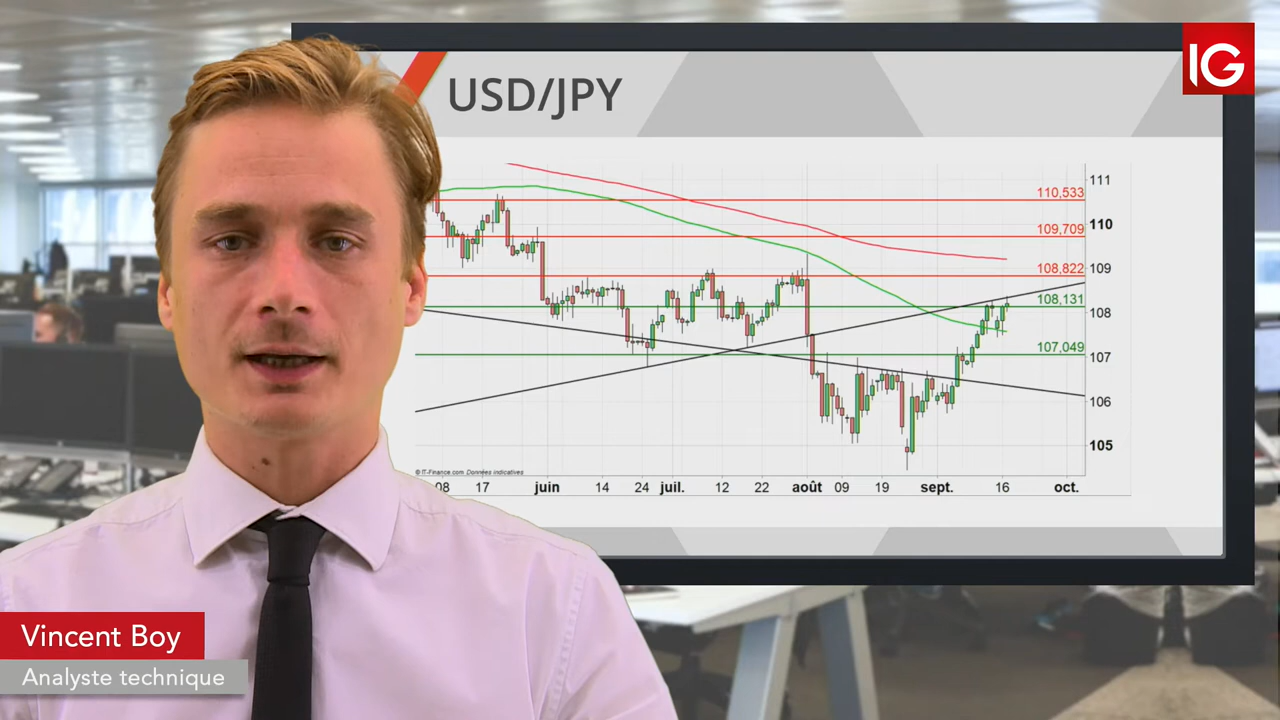 IG
USD/JPY
111
110,533
110
109,709
109
108,822
108,131
108
107,049
107
106
105
© IT-Finance.com Données indicatives
08 17 juin 14 24 juil. 12 22 août 09 19 sept. 16 oct.
Vincent Boy
Analyste technique